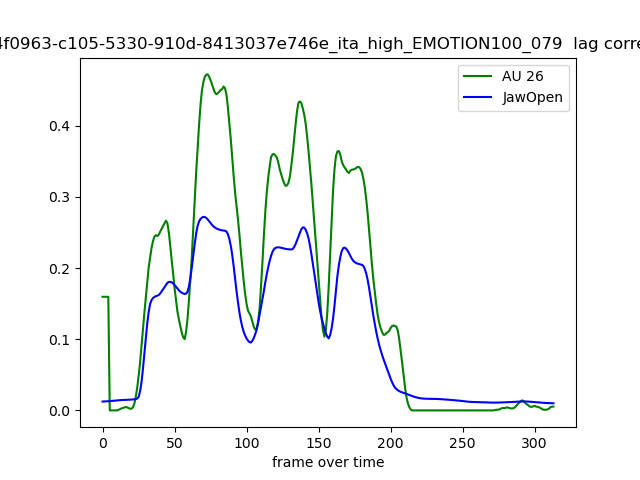 4f0963-c105-5330-910d-8413037e746e_ita_high_EMOTION100_079 lag corre
AU 26
JawOpen
0.4
0.3
0.2
0.1
0.0
0 50 100 150 200 250 300
frame over time